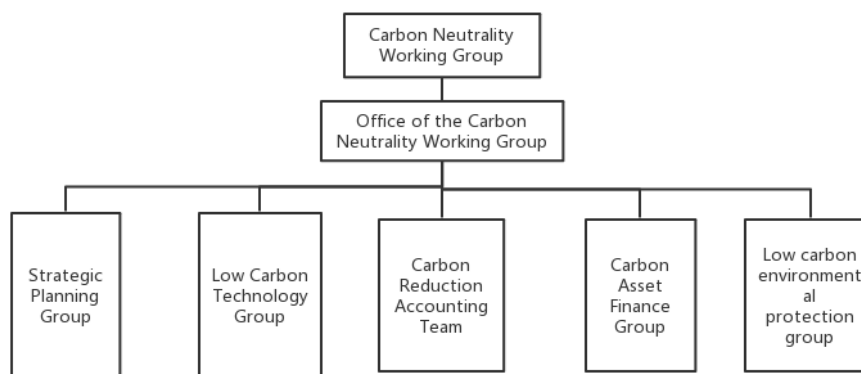 Carbon Neutrality
Working Group
Office of the Carbon
Neutrality Working Group
Strategic
Planning
Group
Low Carbon
Technology
Group
Carbon
Reduction
Accounting
Team
Carbon
Asset
Finance
Group
Low carbon
environment
al
protection
group